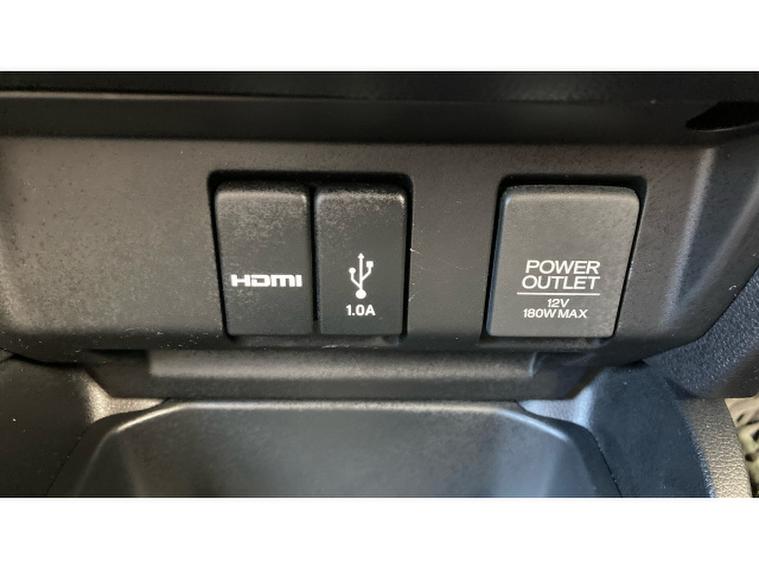 HDMI
1.0A
POWER
OUTLET
12V
180W MAX